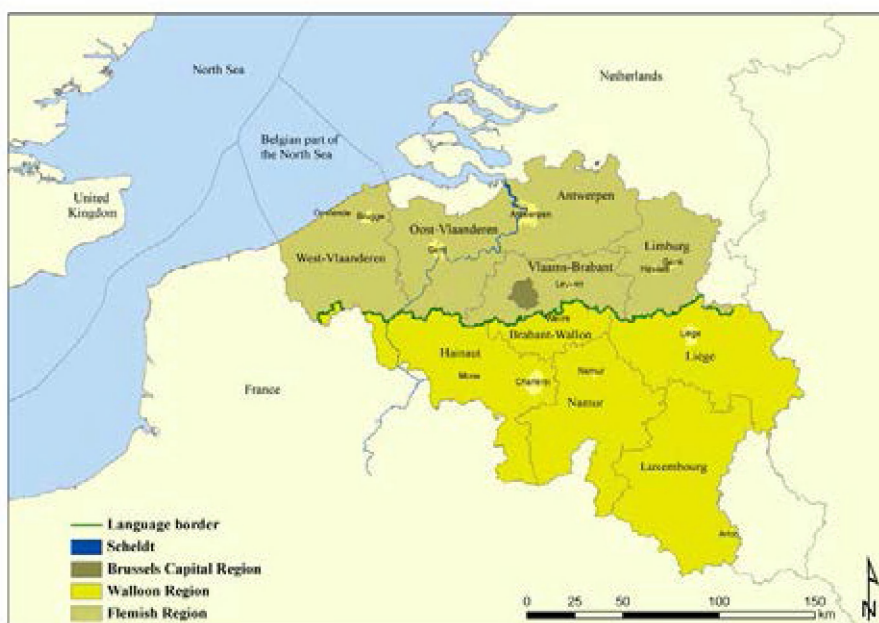 North Sea
Netherlands
Belgian part of
the North Sea
United
Kingdom
Antwerpen
Oostende
Brugge
Antwerpen
Oost-Vlaanderen
Gent
Limburg
West-Vlaanderen
Vlaams-Brabant
Genk
Hasselt
Leuven
Wavre
Brabant-Wallon
Liège
Hainaut
Liège
Mons
Charleroi
Namur
France
Namur
Luxembourg
Arlon
Language border
Scheldt
Brussels Capital Region
Walloon Region
Flemish Region
0 25 50 100 150
km
N